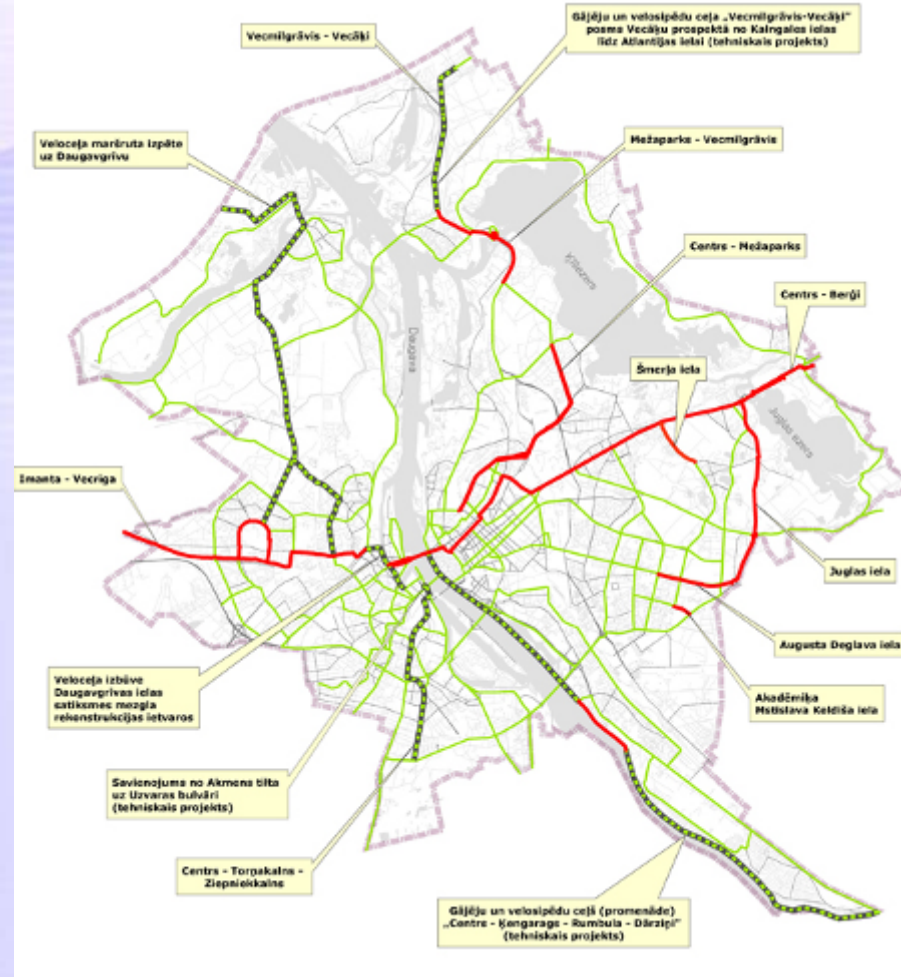 Gājēju un velosipēdu ceļa „Vecmīlgrāvis-Vecāķi"
posms Vecāķu prospektā no Kalngales ielas
līdz Atlantijas ielai (tehniskais projekts)
Vecmīlgrāvis - Vecāķi
Veloceļa maršruta izpēte
uz Daugavgrīvu
Mežaparks - Vecmīlgrāvis
Centrs - Mežaparks
Ķīšezers
Centrs - Berģi
Daugava
Šmerļa iela
Juglas ezers
Imanta - Vecrīga
Juglas iela
Augusta Deglava iela
Veloceļa izbūve
Daugavgrīvas ielas
satiksmes mezgla
rekonstrukcijas ietvaros
Akadēmiķa
Mstislava Keldiša iela
Savienojums no Akmens tilta
uz Uzvaras bulvāri
(tehniskais projekts)
Centrs - Torņakalns -
Ziepniekkalns
Gājēju un velosipēdu ceļš (promenāde)
„Centrs - Ķengarags - Rumbula - Dārziņi"
(tehniskais projekts)